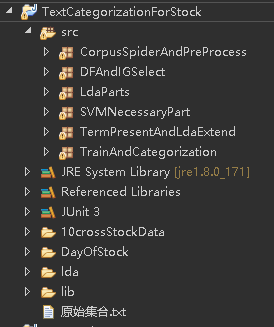 TextCategorizationForStock
src
CorpusSpiderAndPreProcess
DFAndIGSelect
LdaParts
SVMNecessaryPart
TermPresentAndLdaExtend
TrainAndCategorization
JRE System Library [jre1.8.0_171]
Referenced Libraries
JUnit 3
10crossStockData
DayOfStock
lda
lib
原始集合.txt